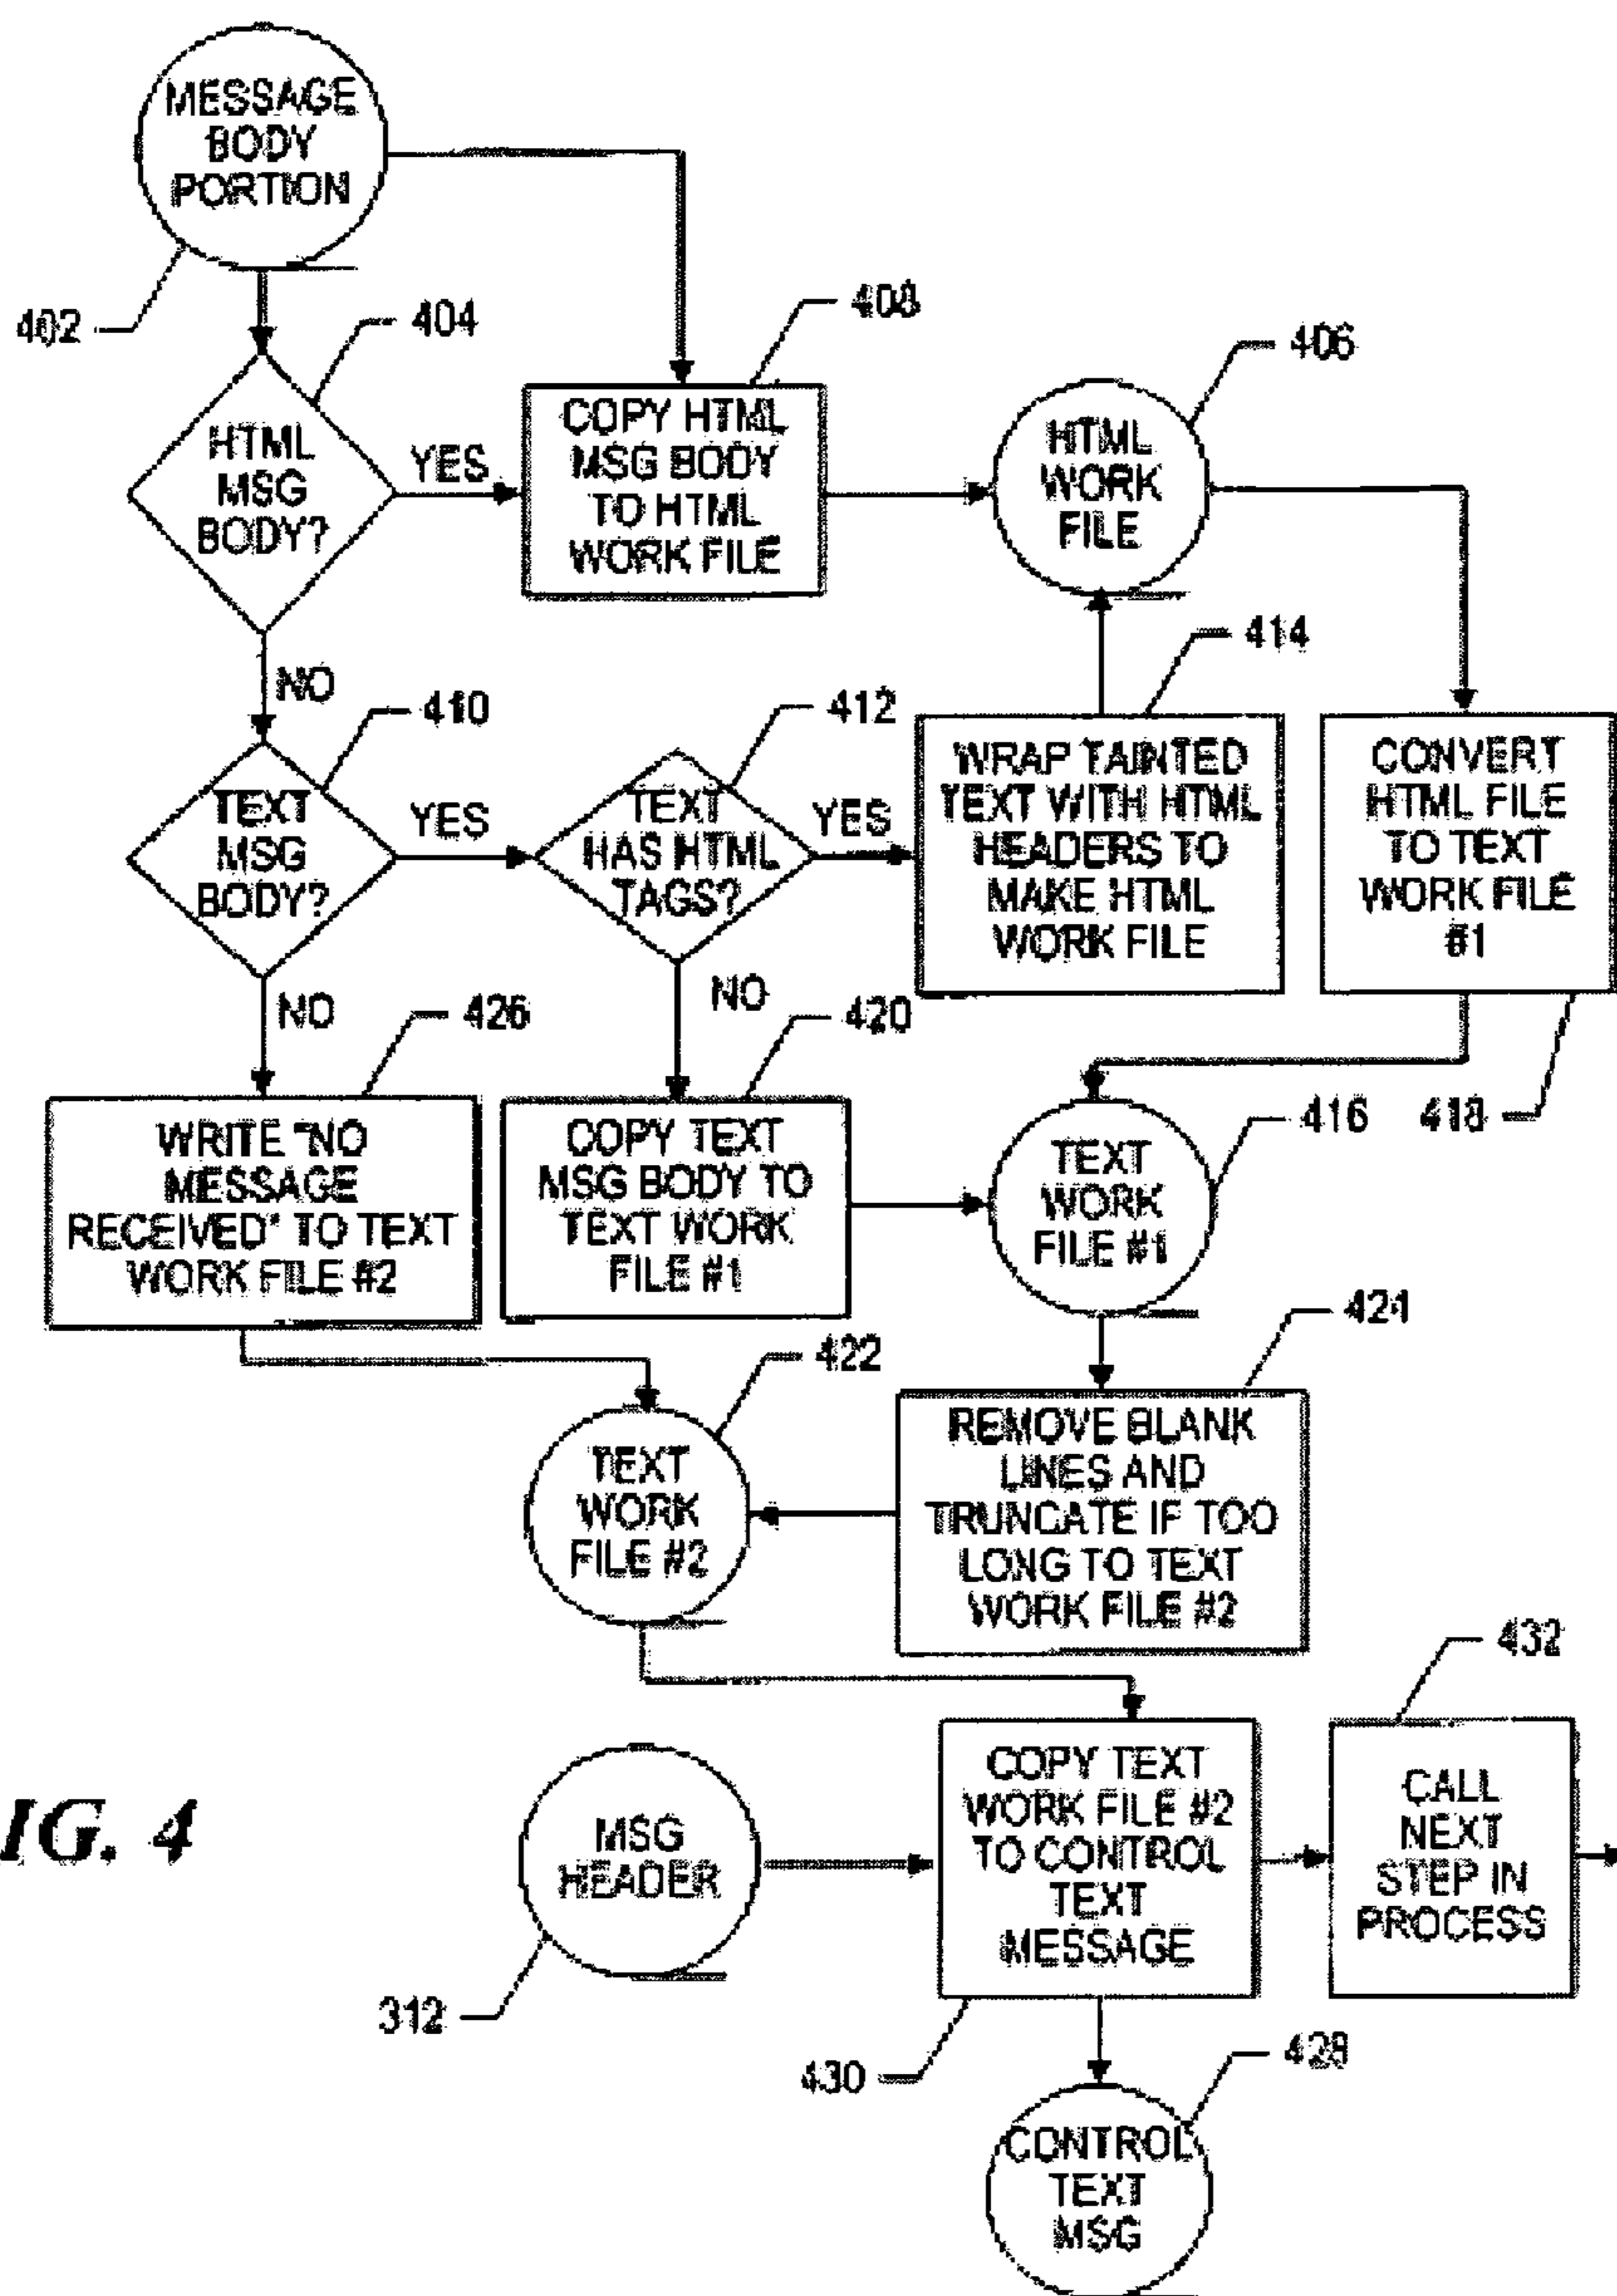 MESSAGE
BODY
PORTION
402
404
HTML
MSG
BODY?
YES
408
COPY HTML
MSG BODY
TO HTML
WORK FILE
406
HTML
WORK
FILE
NO
410
TEXT
MSG
BODY?
YES
412
TEXT
HAS HTML
TAGS?
YES
414
WRAP TAINTED
TEXT WITH HTML
HEADERS TO
MAKE HTML
WORK FILE
CONVERT
HTML FILE
TO TEXT
WORK FILE
#1
418
NO
426
WRITE "NO
MESSAGE
RECEIVED" TO TEXT
WORK FILE #2
NO
420
COPY TEXT
MSG BODY TO
TEXT WORK
FILE #1
416
TEXT
WORK
FILE #1
422
TEXT
WORK
FILE #2
424
REMOVE BLANK
LINES AND
TRUNCATE IF TOO
LONG TO TEXT
WORK FILE #2
IG. 4
MSG
HEADER
312
COPY TEXT
WORK FILE #2
TO CONTROL
TEXT
MESSAGE
430
432
CALL
NEXT
STEP IN
PROCESS
428
CONTROL
TEXT
MSG